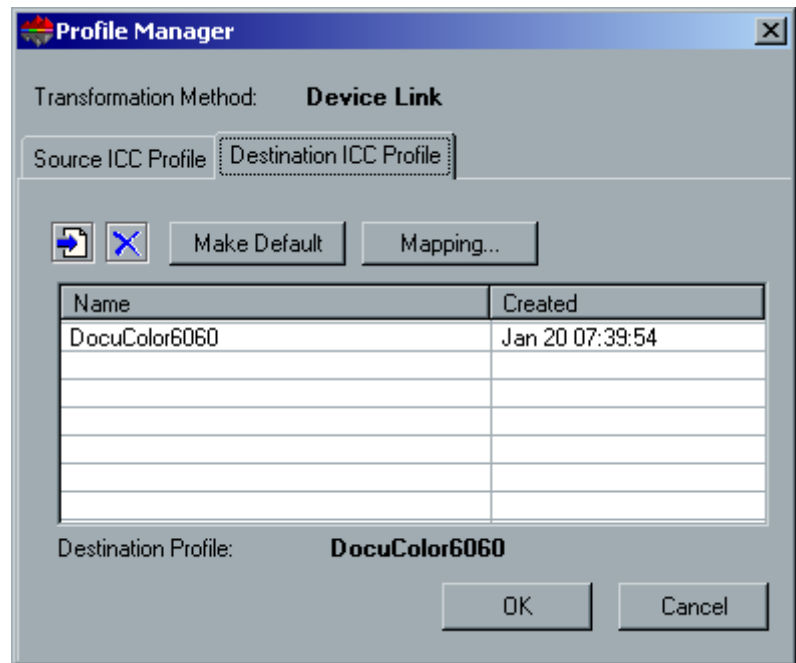 Profile Manager
Transformation Method: Device Link
Source ICC Profile Destination ICC Profile
Make Default Mapping...
Name Created
DocuColor6060 Jan 20 07:39:54
Destination Profile: DocuColor6060
OK Cancel